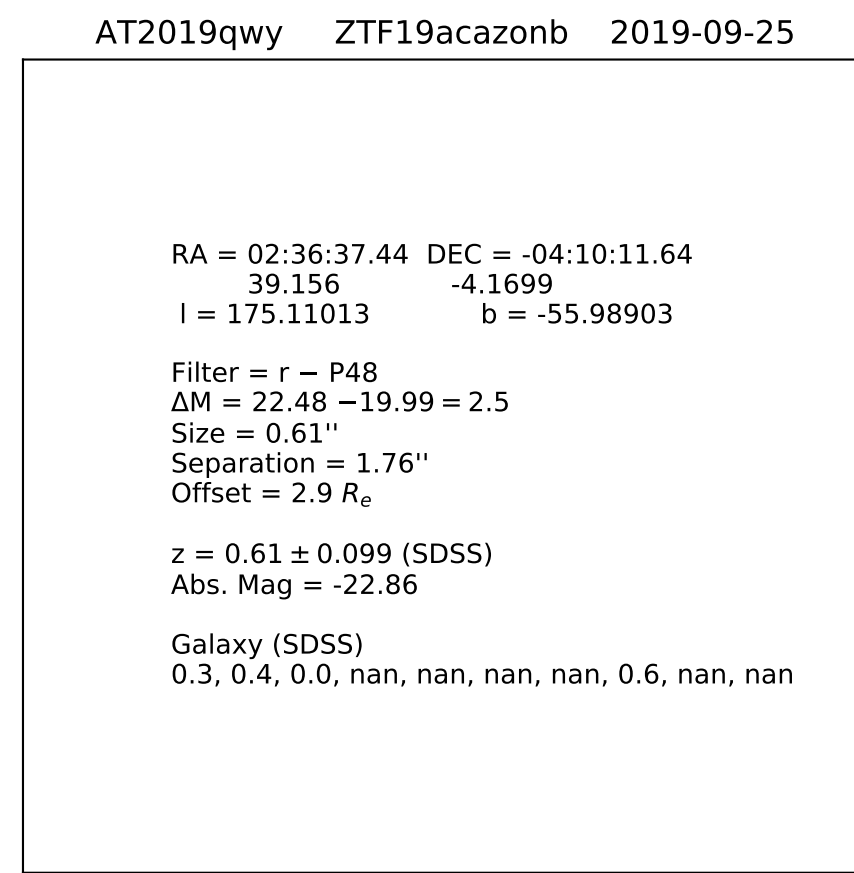 AT2019qwy ZTF19acazonb 2019-09-25
RA = 02:36:37.44 DEC = -04:10:11.64
39.156 -4.1699
l = 175.11013 b = -55.98903
Filter = r − P48
ΔM = 22.48 −19.99 = 2.5
Size = 0.61''
Separation = 1.76''
Offset = 2.9 Rₑ
z = 0.61 ± 0.099 (SDSS)
Abs. Mag = -22.86
Galaxy (SDSS)
0.3, 0.4, 0.0, nan, nan, nan, nan, 0.6, nan, nan